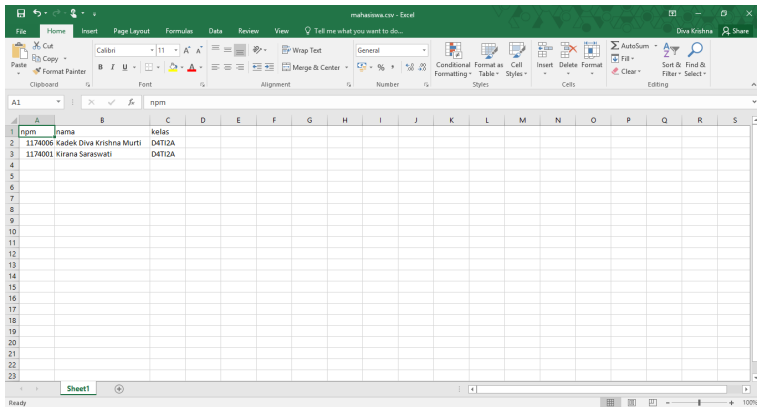 mahasiswa.csv - Excel
File Home Insert Page Layout Formulas Data Review View Tell me what you want to do... Diva Krishna Share
Paste
Cut
Copy
Format Painter
Clipboard
Calibri 11 A A
B I U A
Font
Wrap Text
Merge & Center
Alignment
General
% , .0 .00 .00 .0
Number
Conditional Formatting
Format as Table
Cell Styles
Styles
Insert Delete Format
Cells
AutoSum
Fill
Clear
Sort & Filter
Find & Select
Editing
A1 fx npm
A B C D E F G H I J K L M N O P Q R S
1 npm nama kelas
2 1174006 Kadek Diva Krishna Murti D4TI2A
3 1174001 Kirana Saraswati D4TI2A
4
5
6
7
8
9
10
11
12
13
14
15
16
17
18
19
20
21
22
23
Sheet1
Ready 100%